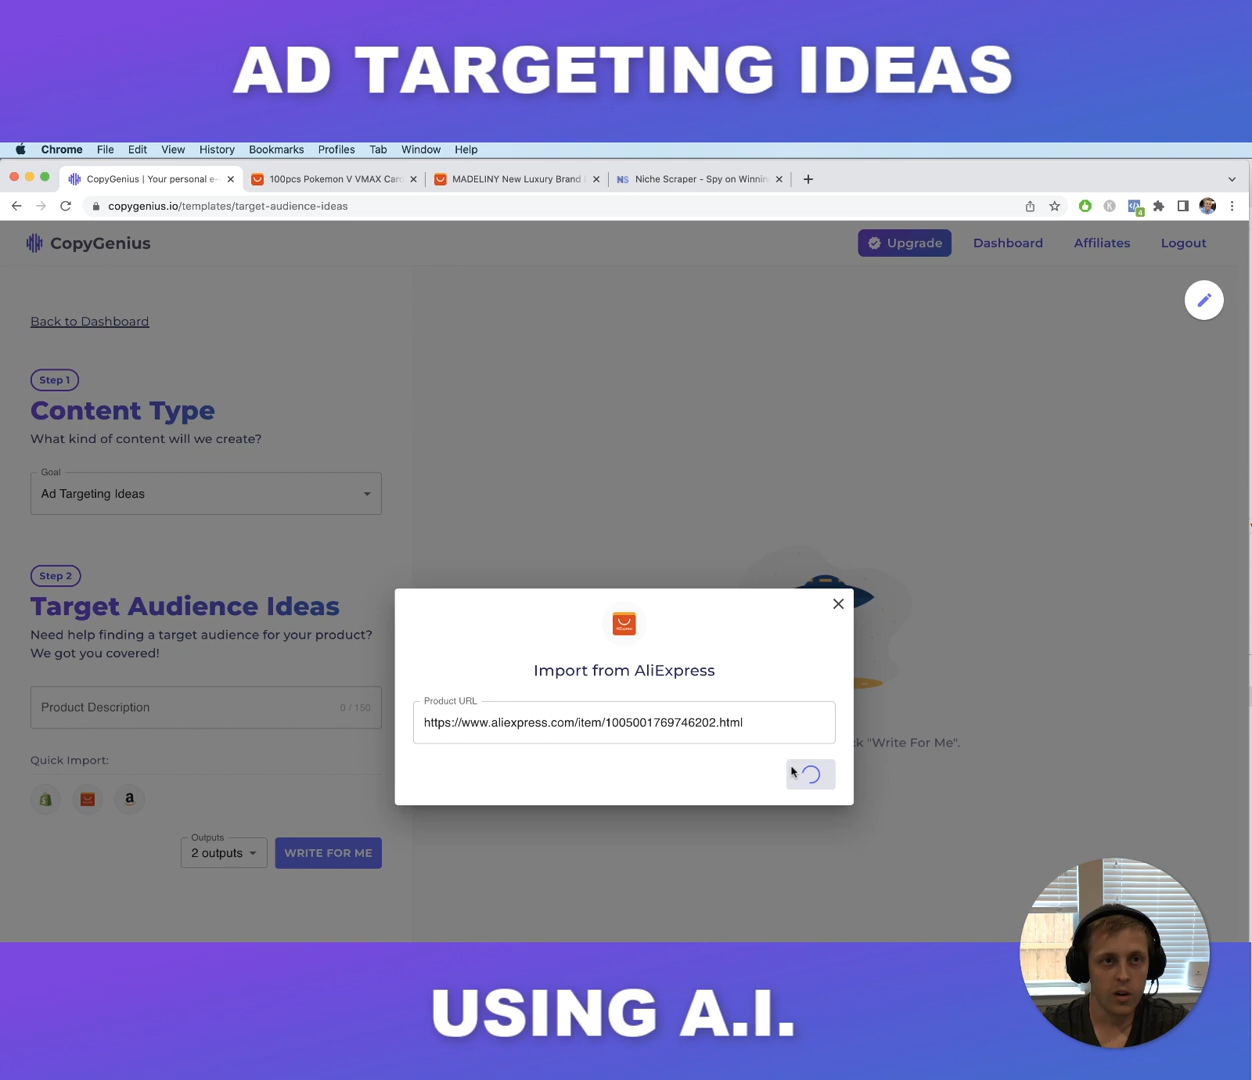 AD TARGETING IDEAS
Chrome File Edit View History Bookmarks Profiles Tab Window Help
CopyGenius | Your personal e- 100pcs Pokemon V VMAX Car MADELINY New Luxury Brand NS Niche Scraper - Spy on Winnin
copygenius.io/templates/target-audience-ideas
4
CopyGenius Upgrade Dashboard Affiliates Logout
Back to Dashboard
Step 1
Content Type
What kind of content will we create?
Goal
Ad Targeting Ideas
Step 2
Target Audience Ideas
Need help finding a target audience for your product?
We got you covered!
Product Description 0 / 150
Quick Import:
Outputs
2 outputs WRITE FOR ME
AliExpress
Import from AliExpress
Product URL
https://www.aliexpress.com/item/1005001769746202.html
"Write For Me".
USING A.I.